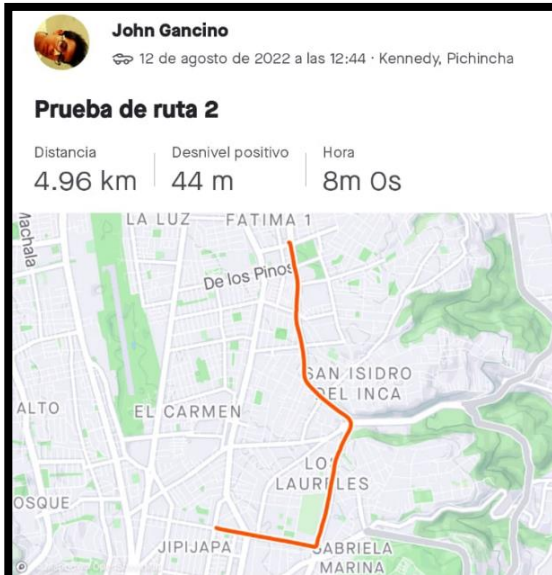 John Gancino
12 de agosto de 2022 a las 12:44 · Kennedy, Pichincha
Prueba de ruta 2
Distancia
Desnivel positivo
Hora
4.96 km
44 m
8m 0s
Machala
LA LUZ
FATIMA 1
De los Pinos
SAN ISIDRO
DEL INCA
ALTO
EL CARMEN
LOS
LAURELES
OSQUE
JIPIJAPA
GABRIELA
MARINA